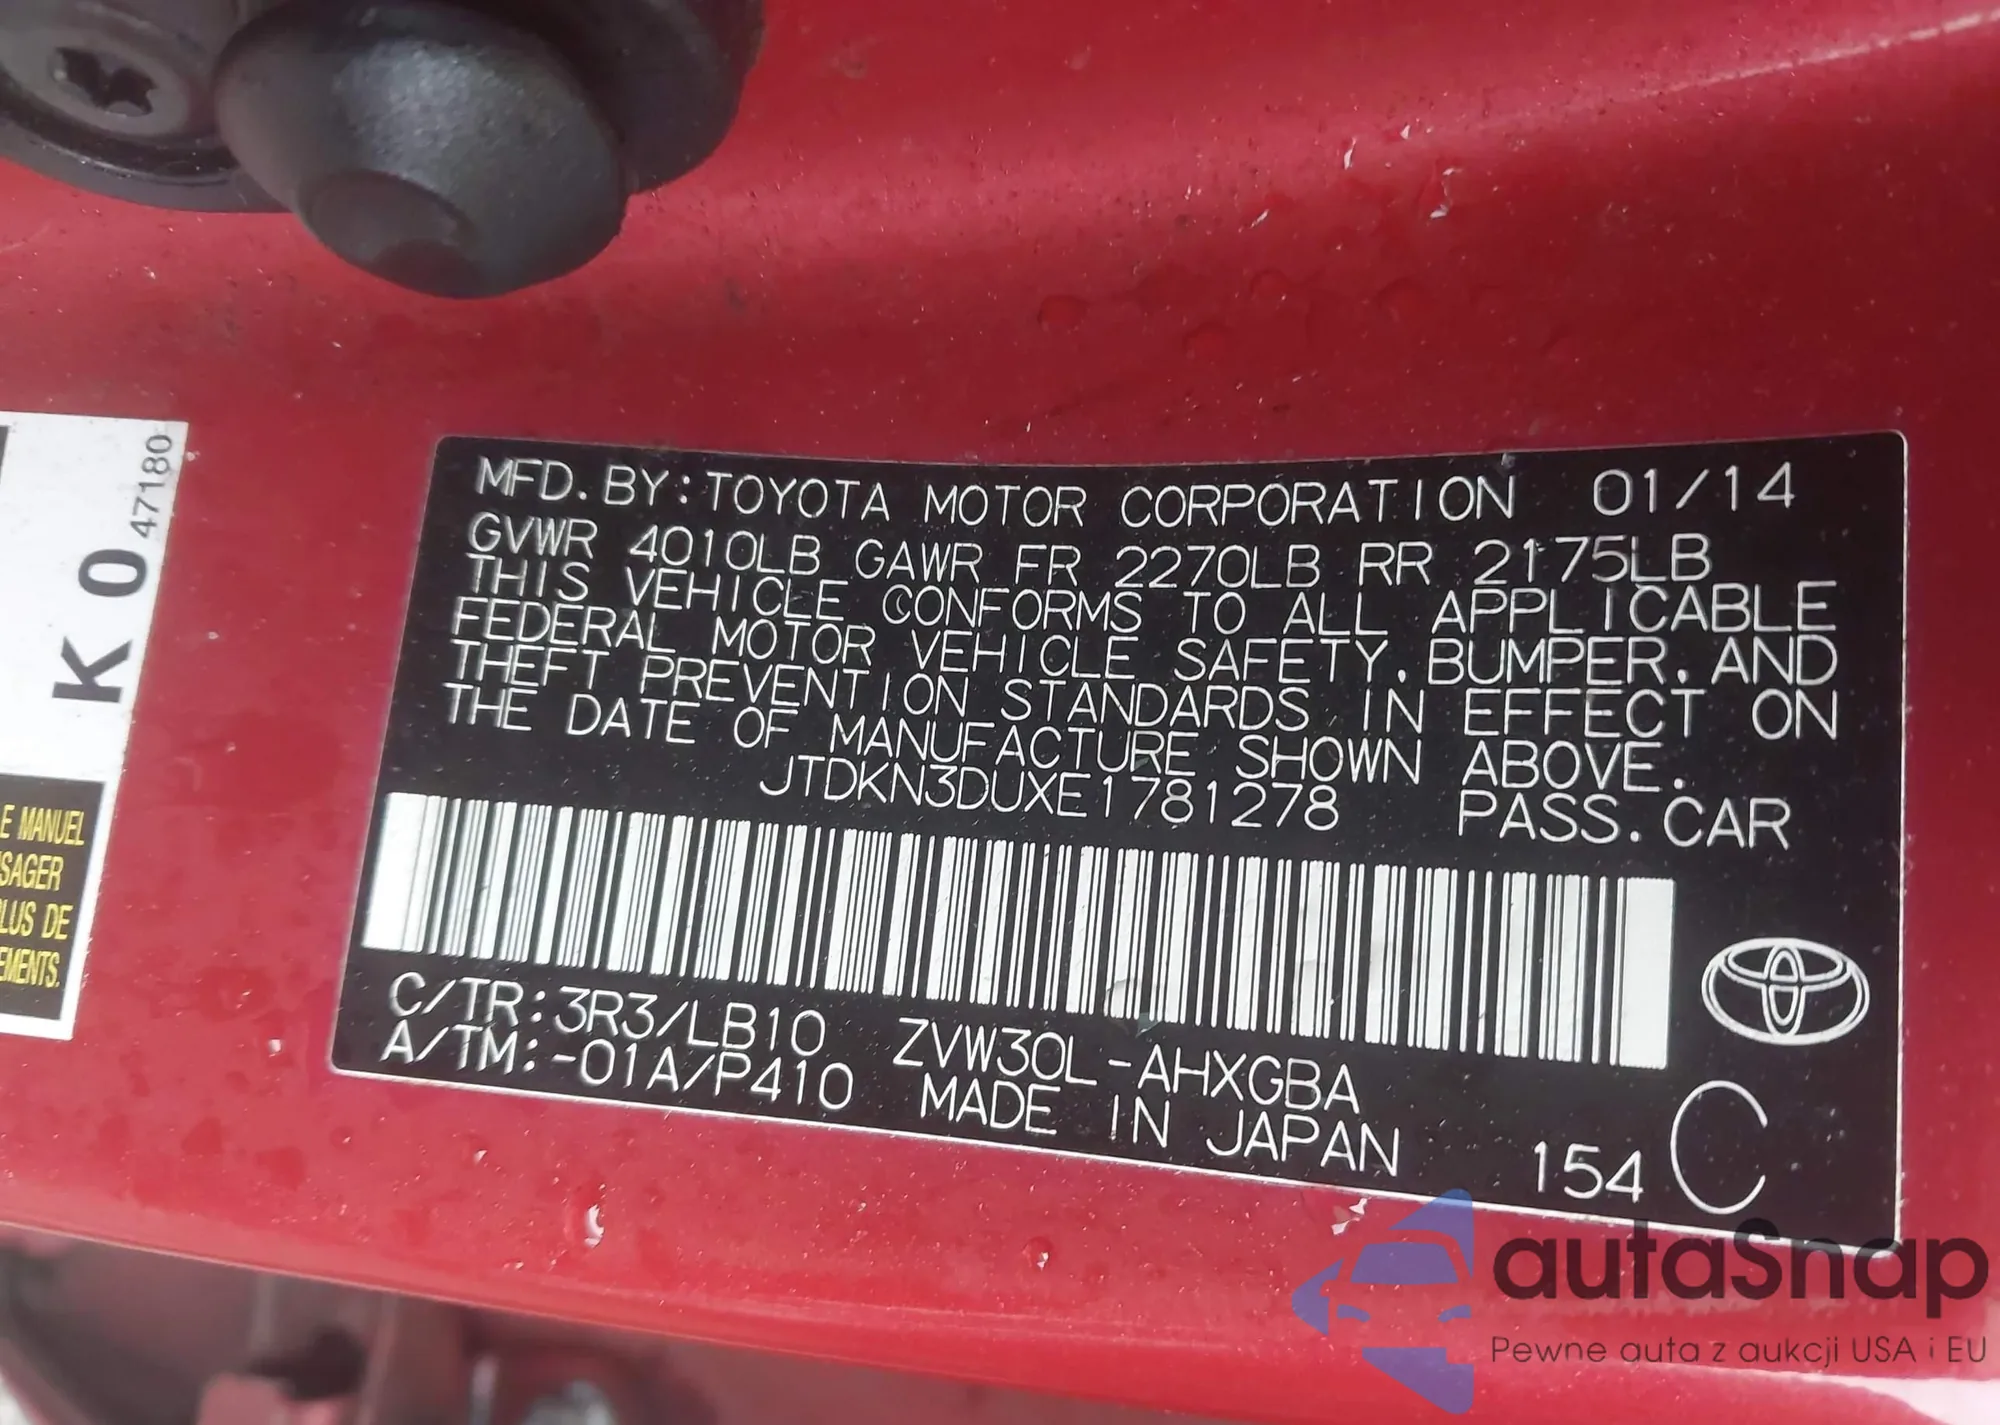 K 0
47180
E MANUEL
SAGER
PLUS DE
EMENTS.
MFD. BY: TOYOTA MOTOR CORPORATION 01/14
GVWR 4010LB GAWR FR 2270LB RR 2175LB
THIS VEHICLE CONFORMS TO ALL APPLICABLE
FEDERAL MOTOR VEHICLE SAFETY, BUMPER, AND
THEFT PREVENTION STANDARDS IN EFFECT ON
THE DATE OF MANUFACTURE SHOWN ABOVE.
JTDKN3DUXE1781278 PASS. CAR
C/TR: 3R3/LB10 ZVW30L-AHXGBA
A/TM: -01A/P410 MADE IN JAPAN 154 C
autaSnap
Pewne auta z aukcji USA i EU